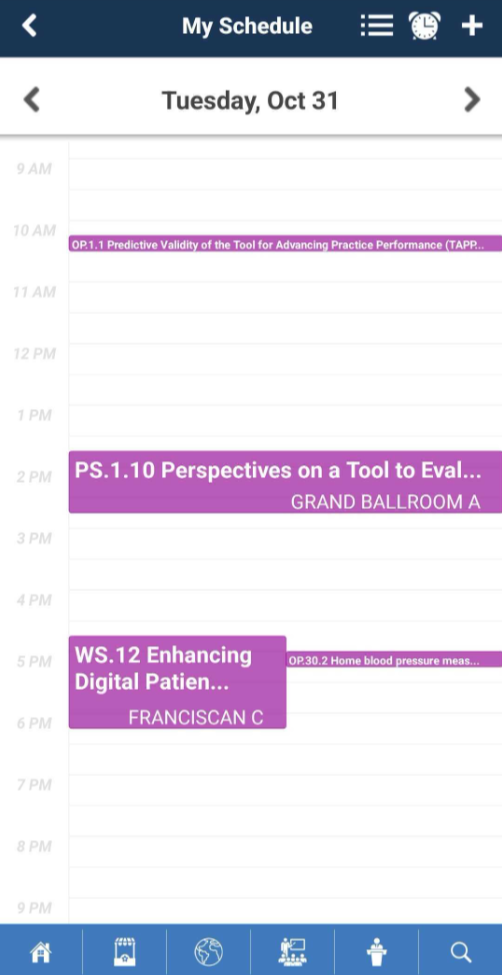 My Schedule
Tuesday, Oct 31
9 AM
10 AM
OP.1.1 Predictive Validity of the Tool for Advancing Practice Performance (TAPP...
11 AM
12 PM
1 PM
2 PM
PS.1.10 Perspectives on a Tool to Eval...
GRAND BALLROOM A
3 PM
4 PM
5 PM
WS.12 Enhancing
Digital Patien...
FRANCISCAN C
OP.30.2 Home blood pressure meas...
6 PM
7 PM
8 PM
9 PM